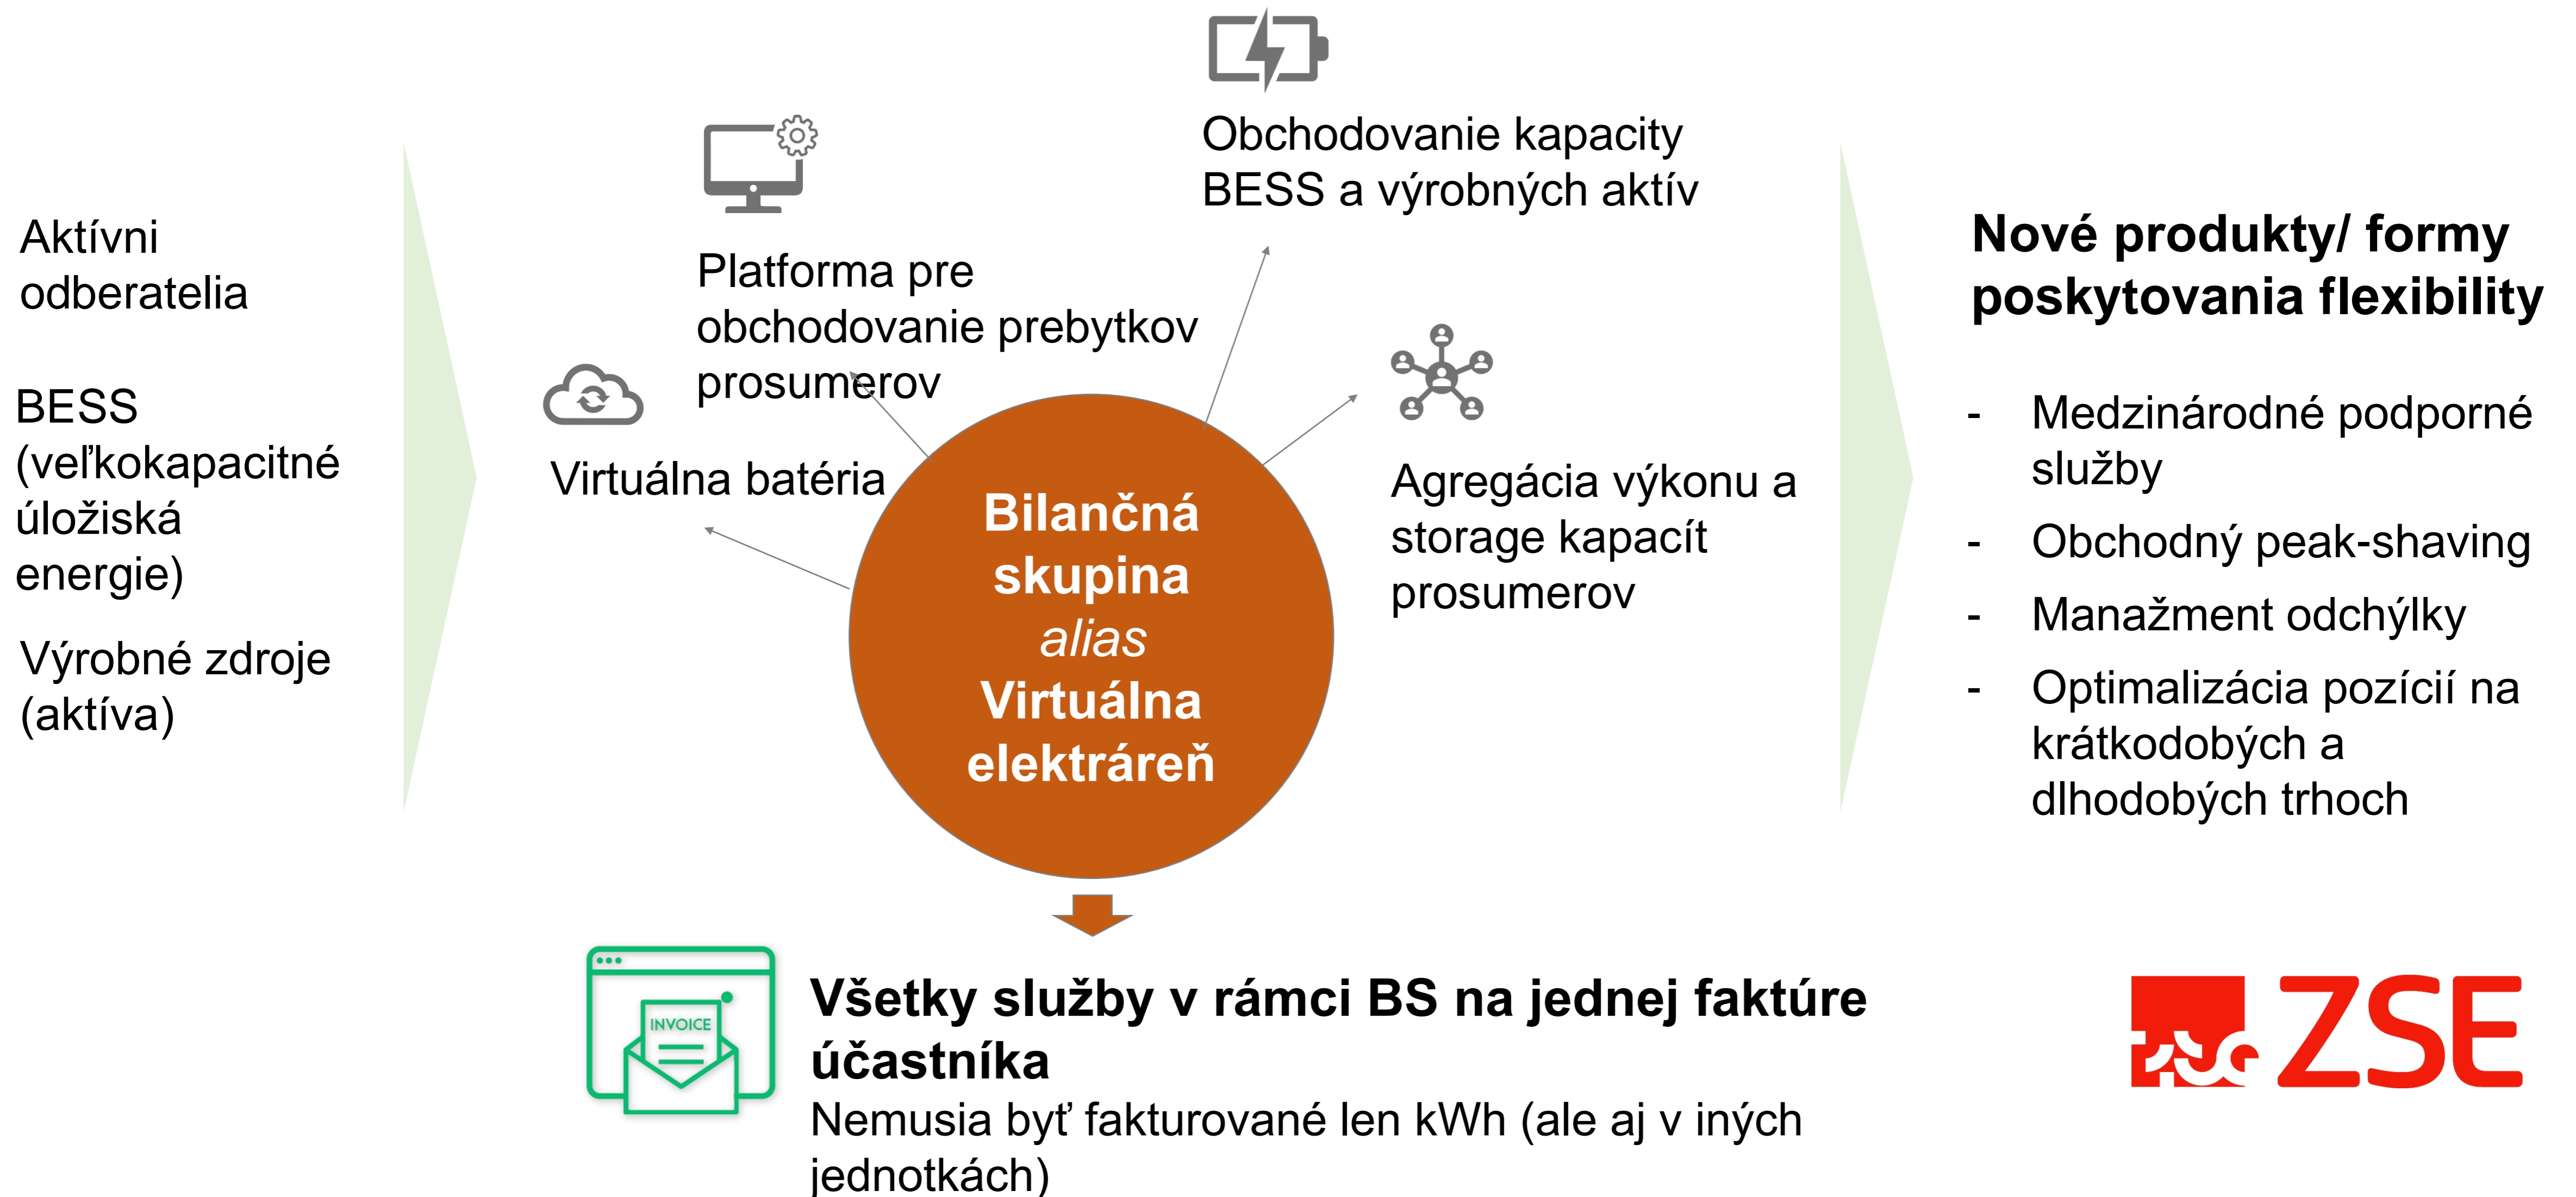 Aktívni
odberatelia
BESS
(veľkokapacitné
úložiská
energie)
Výrobné zdroje
(aktíva)
Obchodovanie kapacity
BESS a výrobných aktív
Platforma pre
obchodovanie prebytkov
prosumerov
Virtuálna batéria
Agregácia výkonu a
storage kapacít
prosumerov
Bilančná
skupina
alias
Virtuálna
elektráreň
Nové produkty/ formy
poskytovania flexibility
- Medzinárodné podporné
služby
- Obchodný peak-shaving
- Manažment odchýlky
- Optimalizácia pozícií na
krátkodobých a
dlhodobých trhoch
INVOICE
Všetky služby v rámci BS na jednej faktúre
účastníka
Nemusia byť fakturované len kWh (ale aj v iných
jednotkách)
ZSE